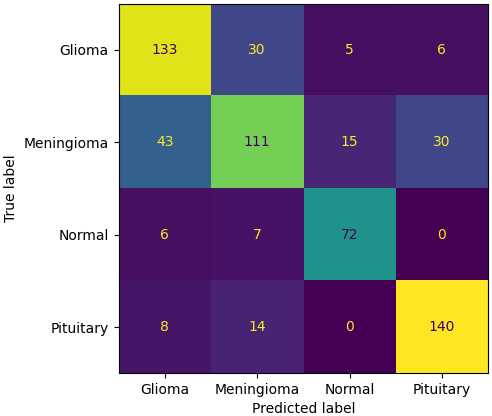 True label
Glioma 133 30 5 6
Meningioma 43 111 15 30
Normal 6 7 72 0
Pituitary 8 14 0 140
Glioma Meningioma Normal Pituitary
Predicted label